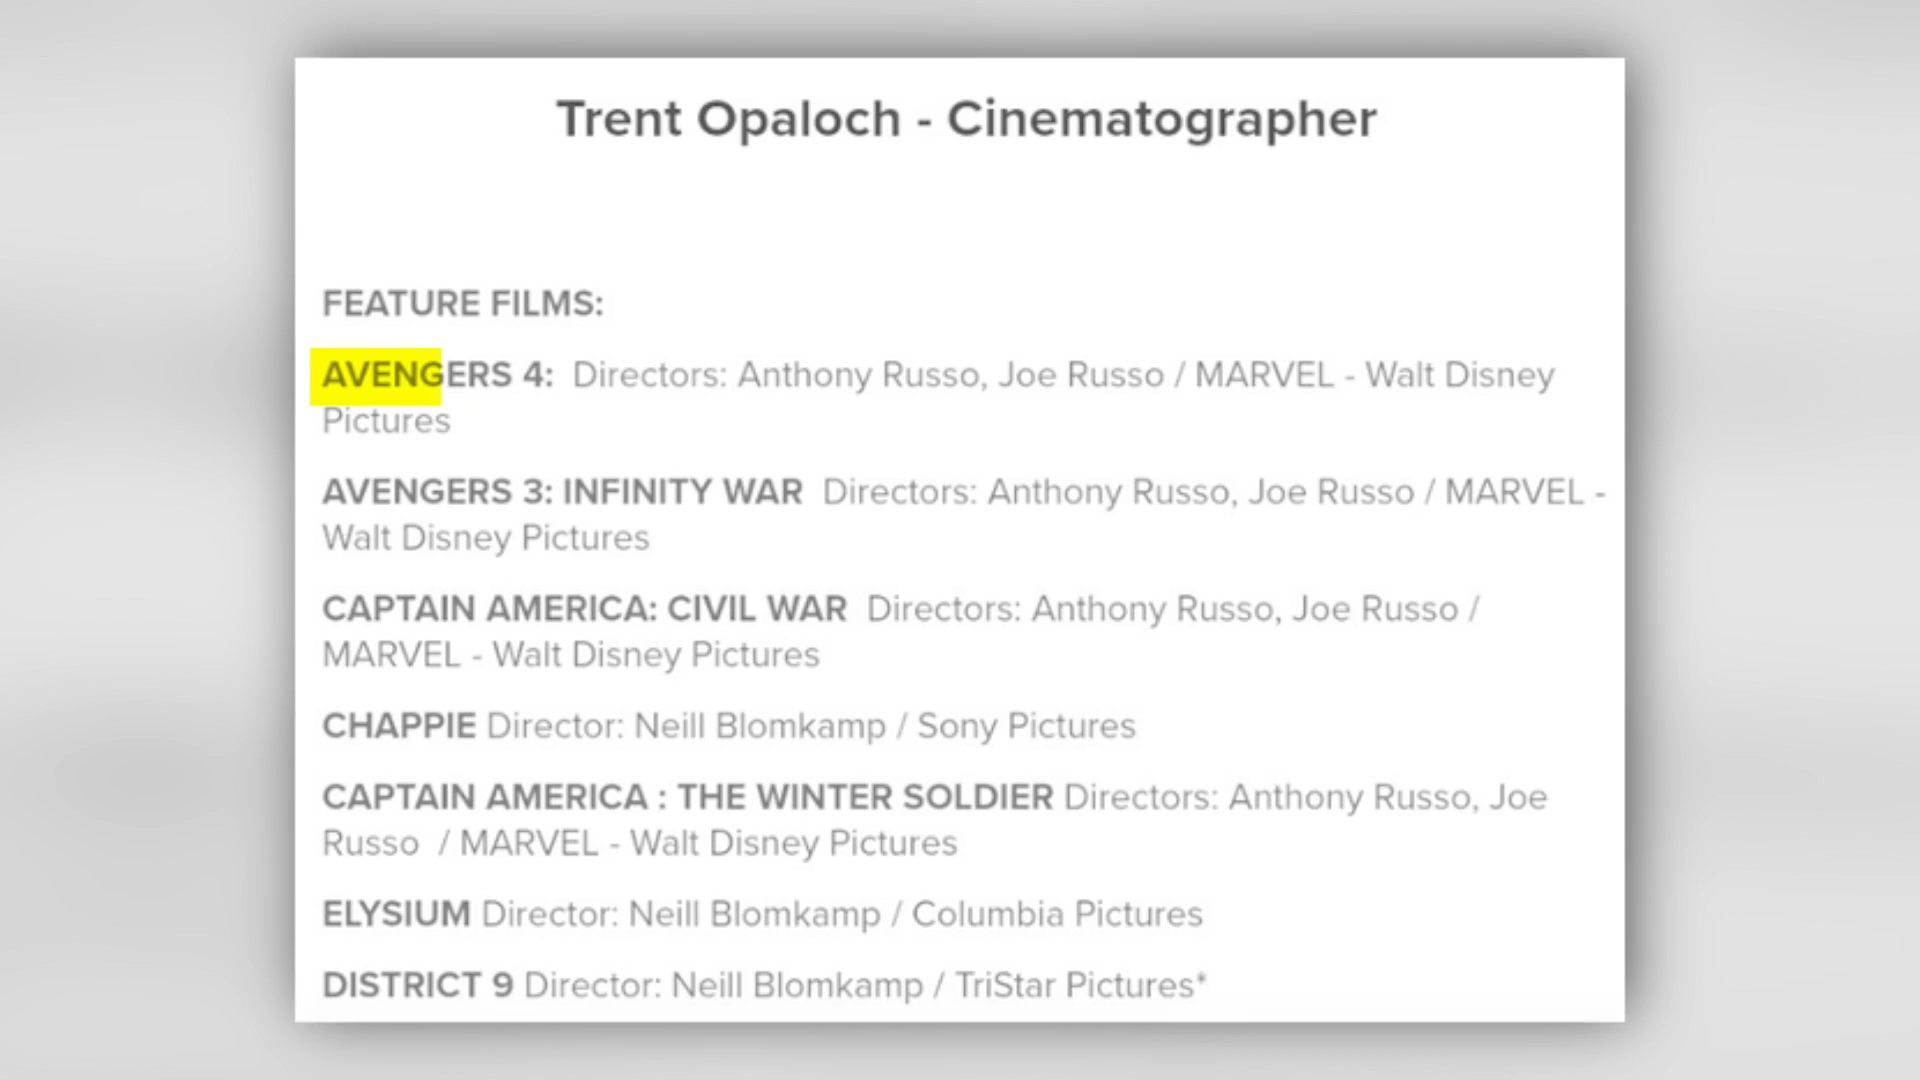 Trent Opaloch - Cinematographer
FEATURE FILMS:
AVENGERS 4:  Directors: Anthony Russo, Joe Russo / MARVEL - Walt Disney
Pictures
AVENGERS 3: INFINITY WAR  Directors: Anthony Russo, Joe Russo / MARVEL -
Walt Disney Pictures
CAPTAIN AMERICA: CIVIL WAR  Directors: Anthony Russo, Joe Russo /
MARVEL - Walt Disney Pictures
CHAPPIE Director: Neill Blomkamp / Sony Pictures
CAPTAIN AMERICA : THE WINTER SOLDIER Directors: Anthony Russo, Joe
Russo  / MARVEL - Walt Disney Pictures
ELYSIUM Director: Neill Blomkamp / Columbia Pictures
DISTRICT 9 Director: Neill Blomkamp / TriStar Pictures*